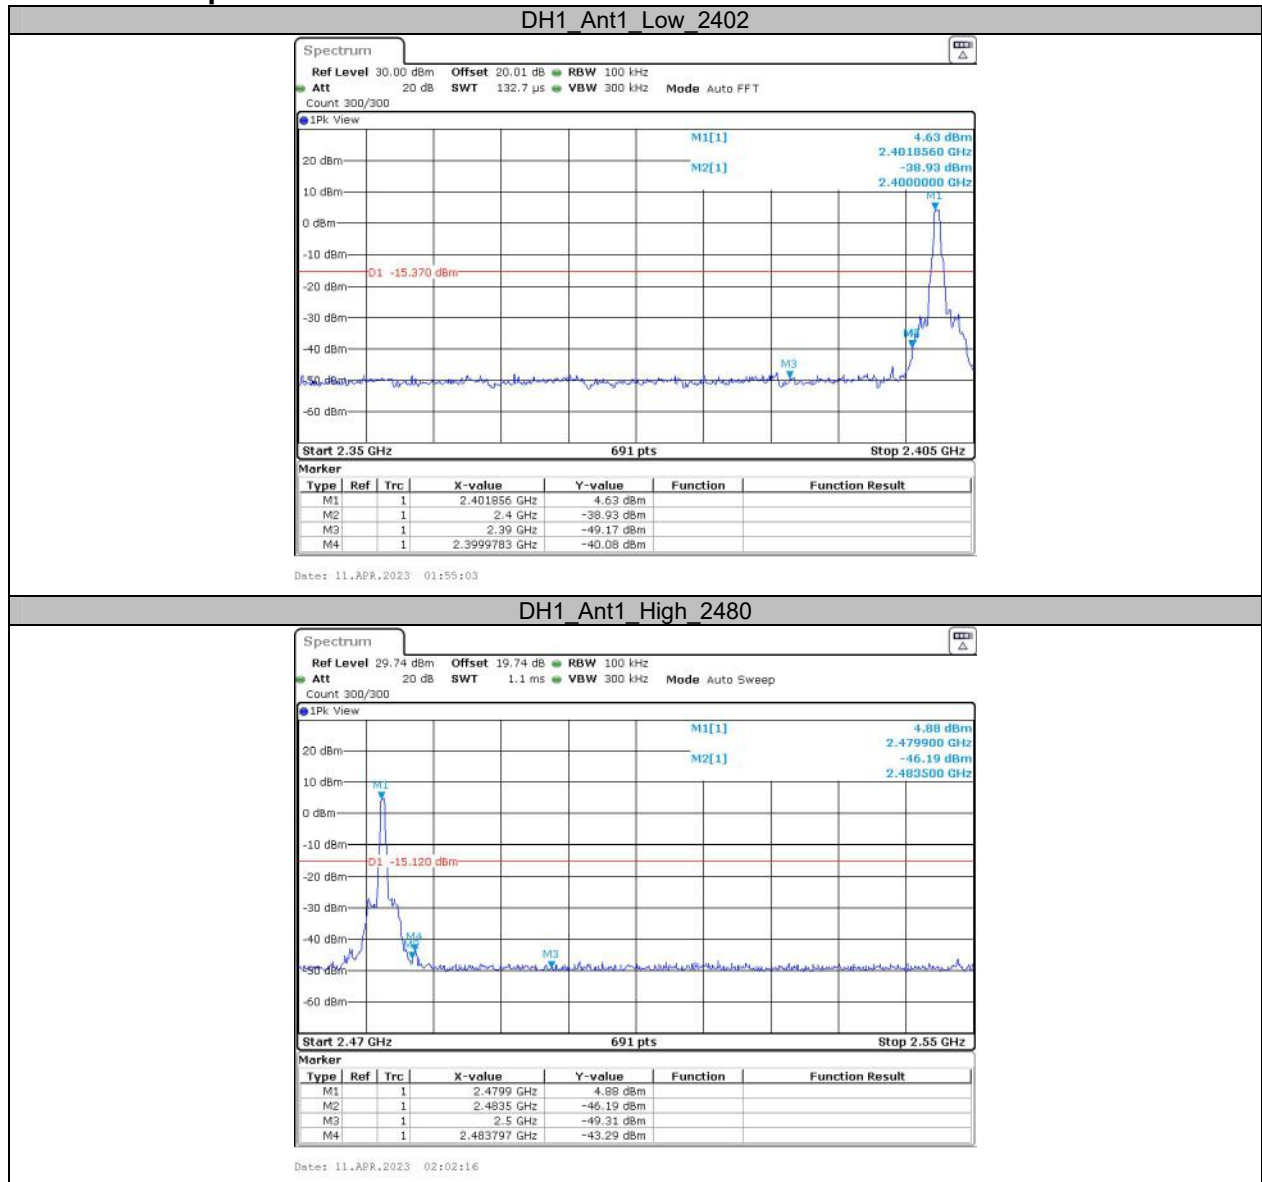 DH1_Ant1_Low_2402
Spectrum
Ref Level 30.00 dBm Offset 20.01 dB RBW 100 kHz
Att 20 dB SWT 132.7 µs VBW 300 kHz Mode Auto FFT
Count 300/300
1Pk View
M1[1] 4.63 dBm
2.4018560 GHz
20 dBm
M2[1] -38.93 dBm
2.4000000 GHz
10 dBm
M1
0 dBm
-10 dBm
D1 -15.370 dBm
-20 dBm
-30 dBm
-40 dBm
M3
-50 dBm
-60 dBm
Start 2.35 GHz 691 pts Stop 2.405 GHz
Marker
Type Ref Trc X-value Y-value Function Function Result
M1 1 2.401856 GHz 4.63 dBm
M2 1 2.4 GHz -38.93 dBm
M3 1 2.39 GHz -49.17 dBm
M4 1 2.3999783 GHz -40.08 dBm
Date: 11.APR.2023 01:55:03
DH1_Ant1_High_2480
Spectrum
Ref Level 29.74 dBm Offset 19.74 dB RBW 100 kHz
Att 20 dB SWT 1.1 ms VBW 300 kHz Mode Auto Sweep
Count 300/300
1Pk View
M1[1] 4.88 dBm
2.479900 GHz
20 dBm
M2[1] -46.19 dBm
2.483500 GHz
10 dBm
M1
0 dBm
-10 dBm
D1 -15.120 dBm
-20 dBm
-30 dBm
-40 dBm
M4
M3
-50 dBm
-60 dBm
Start 2.47 GHz 691 pts Stop 2.55 GHz
Marker
Type Ref Trc X-value Y-value Function Function Result
M1 1 2.4799 GHz 4.88 dBm
M2 1 2.4835 GHz -46.19 dBm
M3 1 2.5 GHz -49.31 dBm
M4 1 2.483797 GHz -43.29 dBm
Date: 11.APR.2023 02:02:16